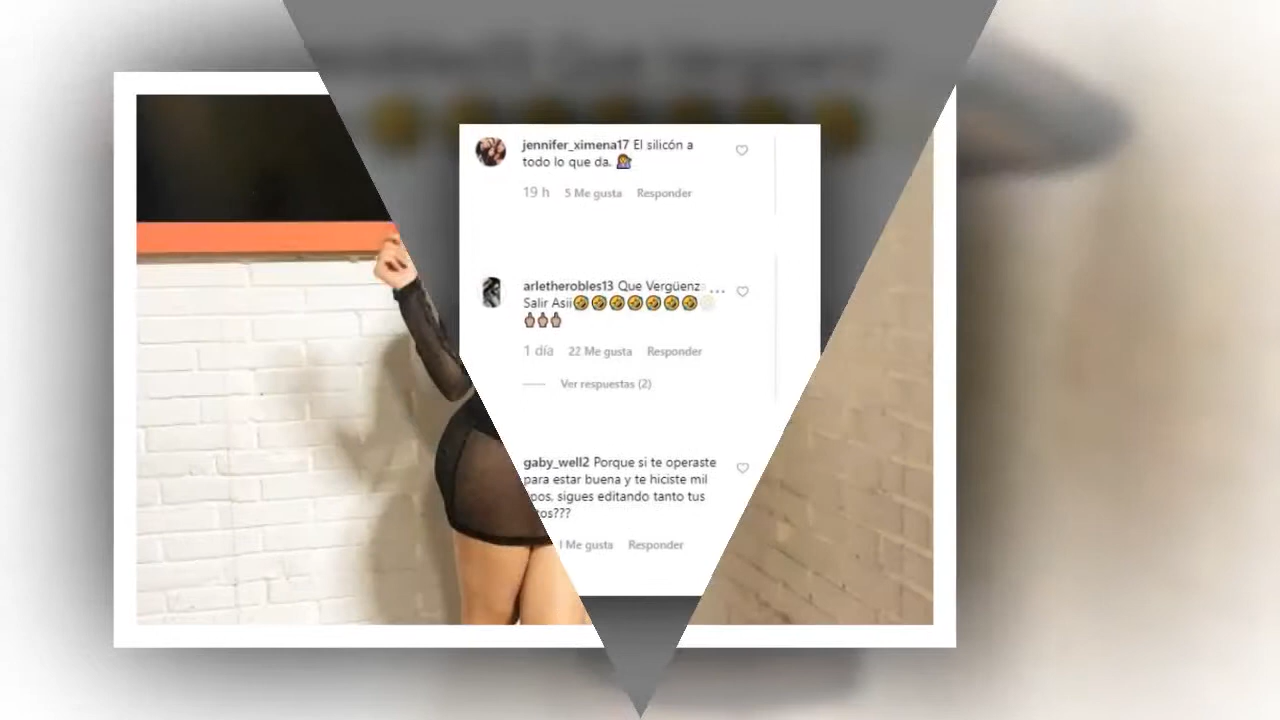 jennifer_ximena17 El silicón a
todo lo que da. 🤷‍♀️
19 h 5 Me gusta Responder
arletherobles13 Que Vergüenz
Salir Asii🤣🤣🤣🤣🤣🤣🤣
🖕🏼🖕🏼🖕🏼
1 día 22 Me gusta Responder
Ver respuestas (2)
gaby_well2 Porque si te operaste
para estar buena y te hiciste mil
sigues editando tanto tus
Me gusta Responder